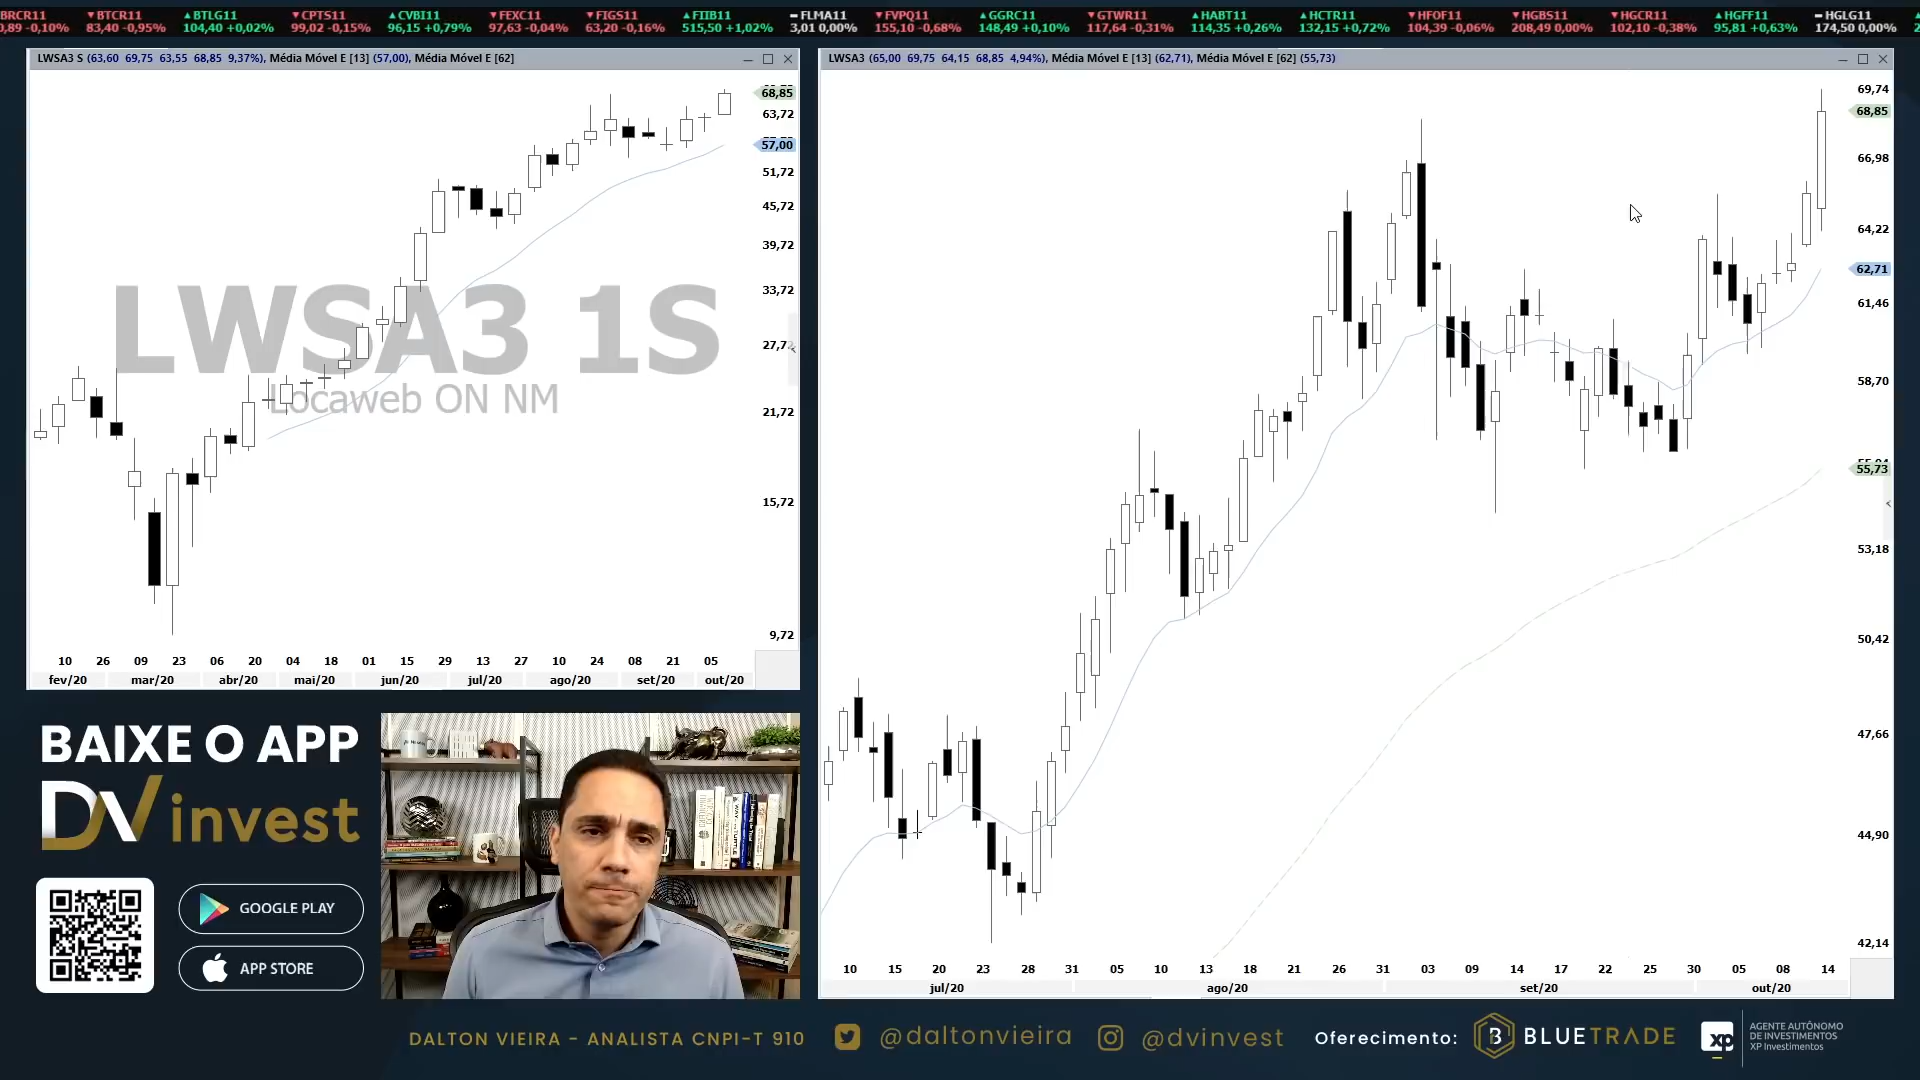 BRCR11 ▼BTCR11 ▲BTLG11 ▼CPTS11 ▲CVBI11 ▼FEXC11 ▼FIGS11 ▲FIIB11 ▬FLMA11 ▼FVPQ11 ▲GGRC11 ▼GTWR11 ▲HABT11 ▲HCTR11 ▼HFOF11 ▼HGBS11 ▼HGCR11 ▲HGFF11 ▬HGLG11
0,89 -0,10% 83,40 -0,95% 104,40 +0,02% 99,02 -0,15% 96,15 +0,79% 97,63 -0,04% 63,20 -0,16% 515,50 +1,02% 3,01 0,00% 155,10 -0,68% 148,49 +0,10% 117,64 -0,31% 114,35 +0,26% 132,15 +0,72% 104,39 -0,06% 208,49 0,00% 102,10 -0,38% 95,81 +0,63% 174,50 0,00%
LWSA3 S (63,60 69,75 63,55 68,85 9,37%), Média Móvel E [13] (57,00), Média Móvel E [62]
68,85
63,72
57,00
51,72
45,72
39,72
33,72
27,72
21,72
15,72
9,72
LWSA3 1S
Locaweb ON NM
10 26 09 23 06 20 04 18 01 15 29 13 27 10 24 08 21 05
fev/20 mar/20 abr/20 mai/20 jun/20 jul/20 ago/20 set/20 out/20
LWSA3 (65,00 69,75 64,15 68,85 4,94%), Média Móvel E [13] (62,71), Média Móvel E [62] (55,73)
69,74
68,85
66,98
64,22
62,71
61,46
58,70
55,73
53,18
50,42
47,66
44,90
42,14
10 15 20 23 28 31 05 10 13 18 21 26 31 03 09 14 17 22 25 30 05 08 14
jul/20 ago/20 set/20 out/20
BAIXE O APP
DV invest
GOOGLE PLAY
APP STORE
DALTON VIEIRA - ANALISTA CNPI-T 910 @daltonvieira @dvinvest Oferecimento: BLUETRADE
xp
AGENTE AUTÔNOMO
DE INVESTIMENTOS
XP Investimentos